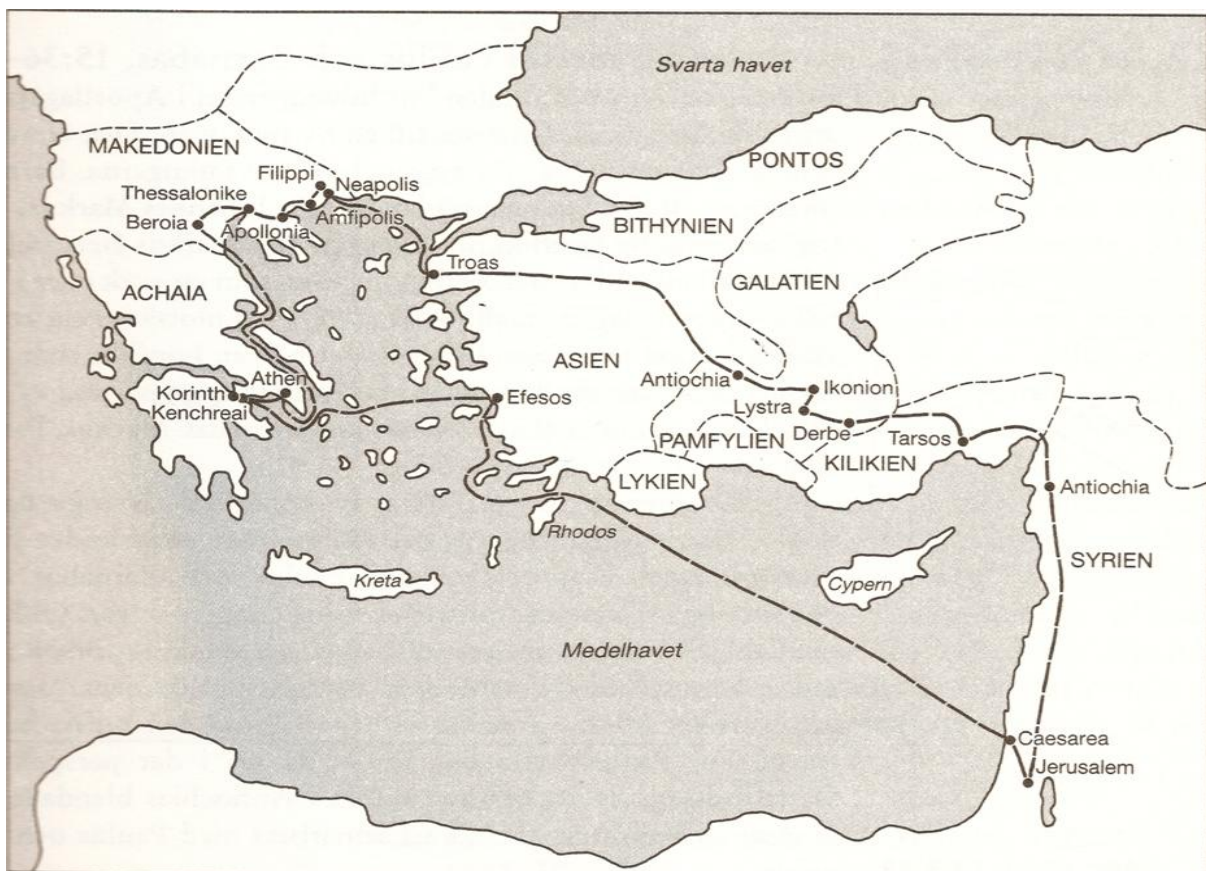 Svarta havet
MAKEDONIEN
PONTOS
Filippi
Neapolis
Thessalonike
Amfipolis
Beroia
Apollonia
BITHYNIEN
Troas
GALATIEN
ACHAIA
ASIEN
Athen
Antiochia
Ikonion
Korinth
Kenchreai
Efesos
Lystra
Derbe
Tarsos
PAMFYLIEN
KILIKIEN
LYKIEN
Antiochia
Rhodos
SYRIEN
Kreta
Cypern
Medelhavet
Caesarea
Jerusalem